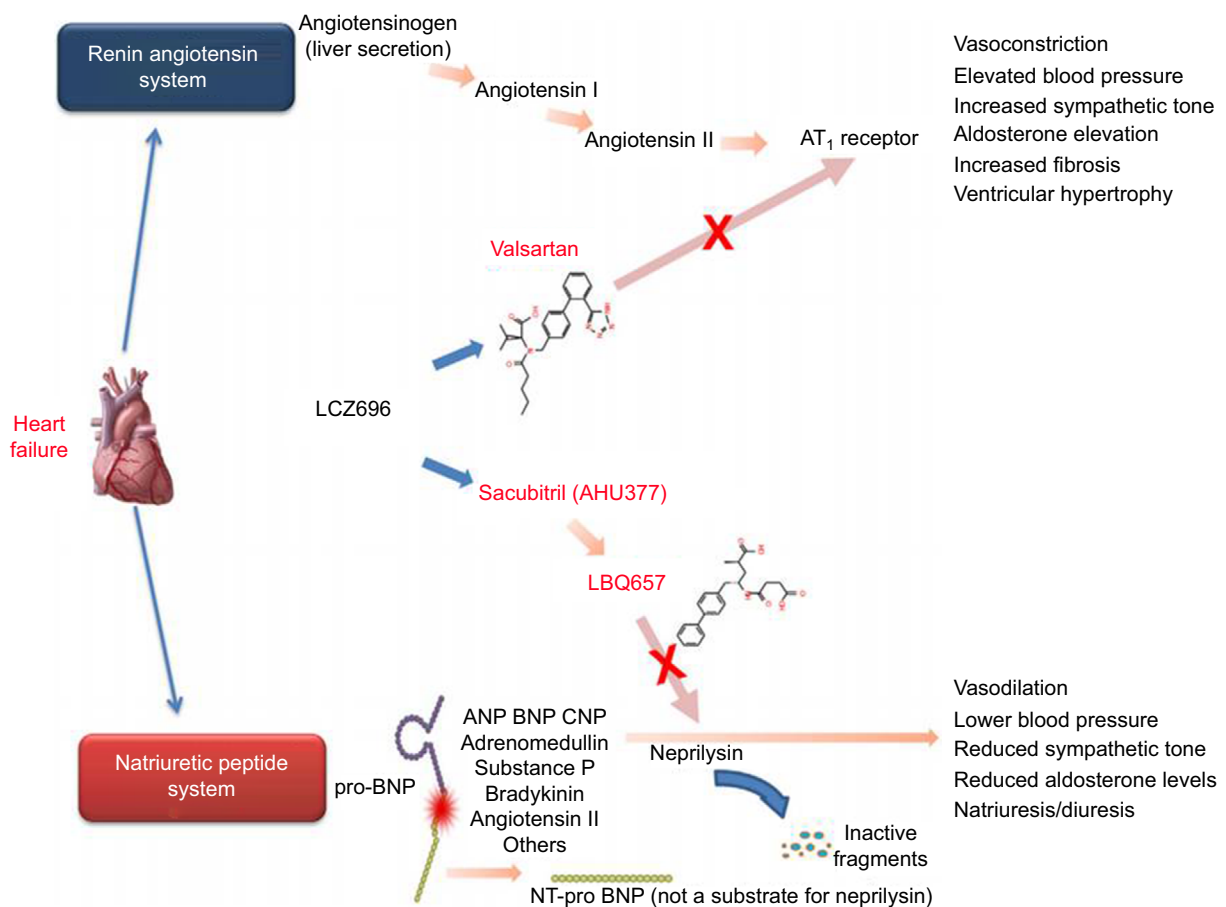 Renin angiotensin
system
Angiotensinogen
(liver secretion)
Angiotensin I
Angiotensin II
AT₁ receptor
Vasoconstriction
Elevated blood pressure
Increased sympathetic tone
Aldosterone elevation
Increased fibrosis
Ventricular hypertrophy
X
Valsartan
Heart
failure
LCZ696
Sacubitril (AHU377)
LBQ657
X
Natriuretic peptide
system
pro-BNP
ANP BNP CNP
Adrenomedullin
Substance P
Bradykinin
Angiotensin II
Others
Neprilysin
Inactive
fragments
NT-pro BNP (not a substrate for neprilysin)
Vasodilation
Lower blood pressure
Reduced sympathetic tone
Reduced aldosterone levels
Natriuresis/diuresis